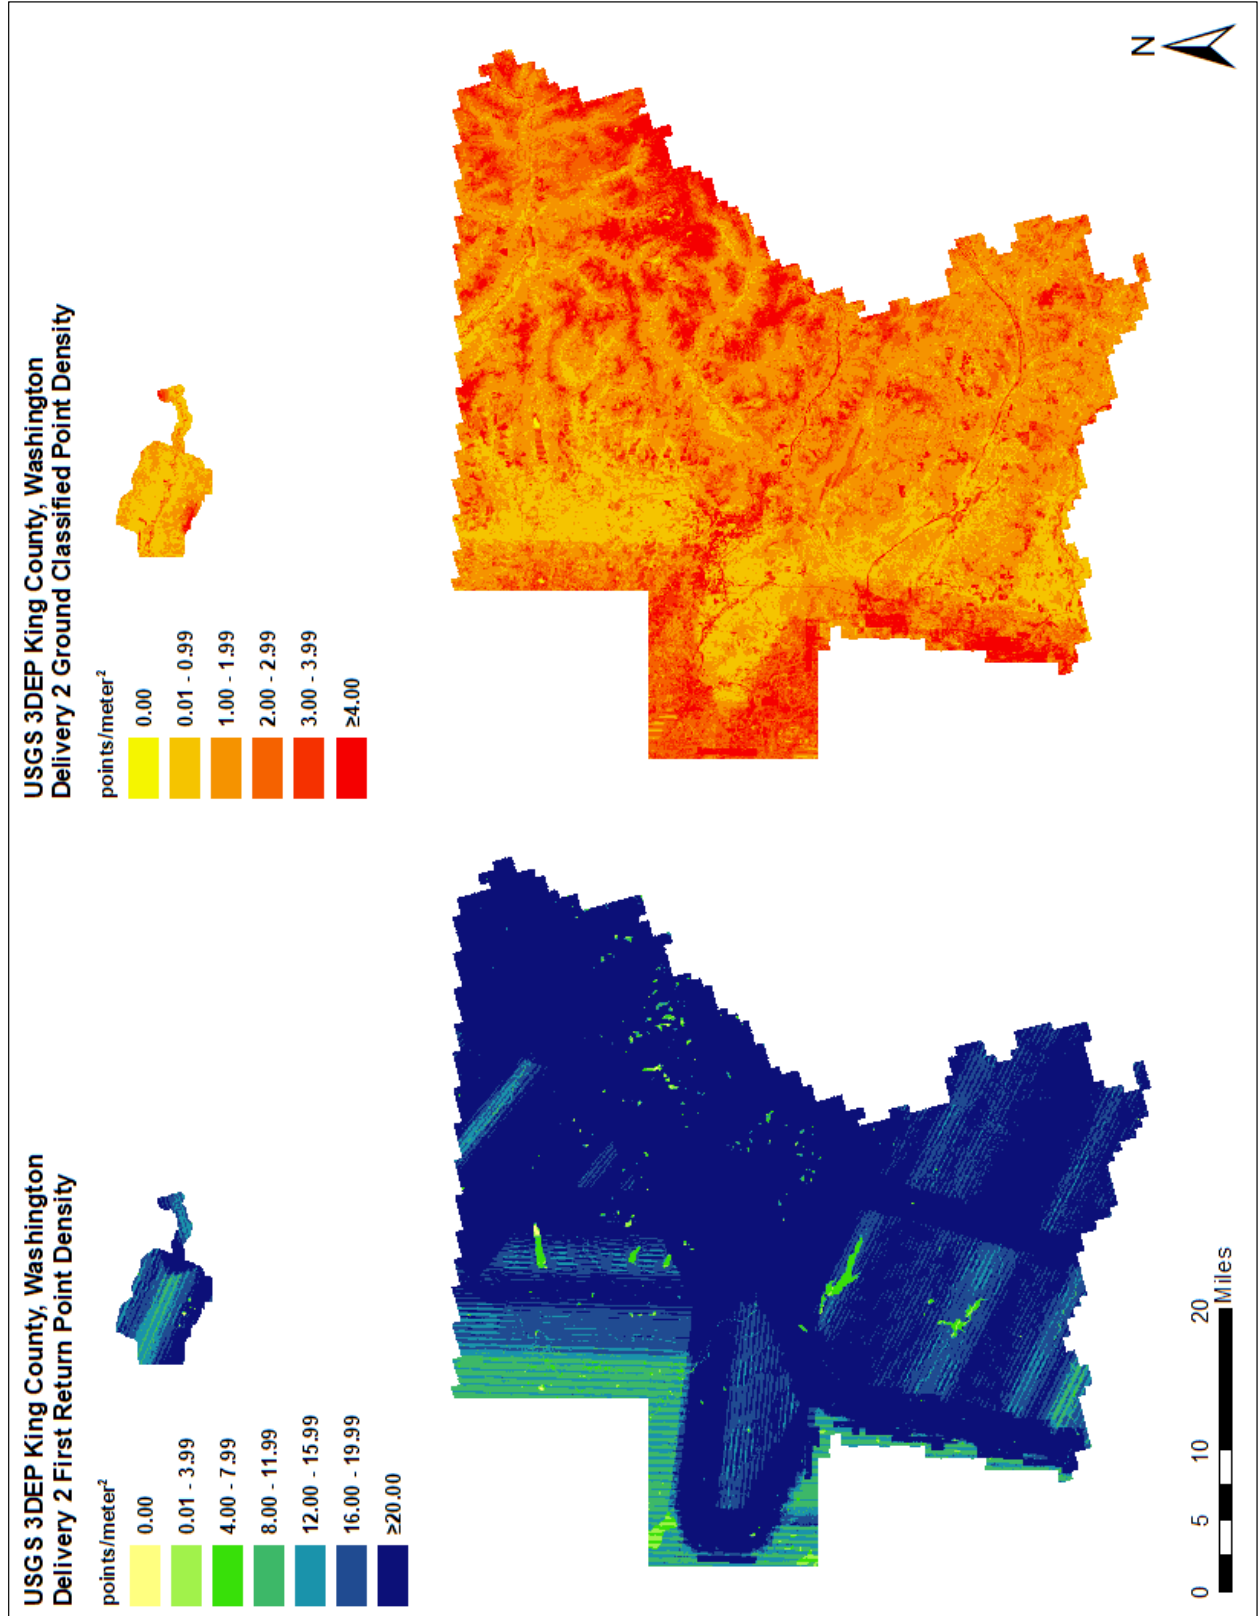 USGS 3DEP King County, Washington
Delivery 2 First Return Point Density
points/meter²
0.00
0.01 - 3.99
4.00 - 7.99
8.00 - 11.99
12.00 - 15.99
16.00 - 19.99
≥20.00
USGS 3DEP King County, Washington
Delivery 2 Ground Classified Point Density
points/meter²
0.00
0.01 - 0.99
1.00 - 1.99
2.00 - 2.99
3.00 - 3.99
≥4.00
0 5 10 20
Miles
N